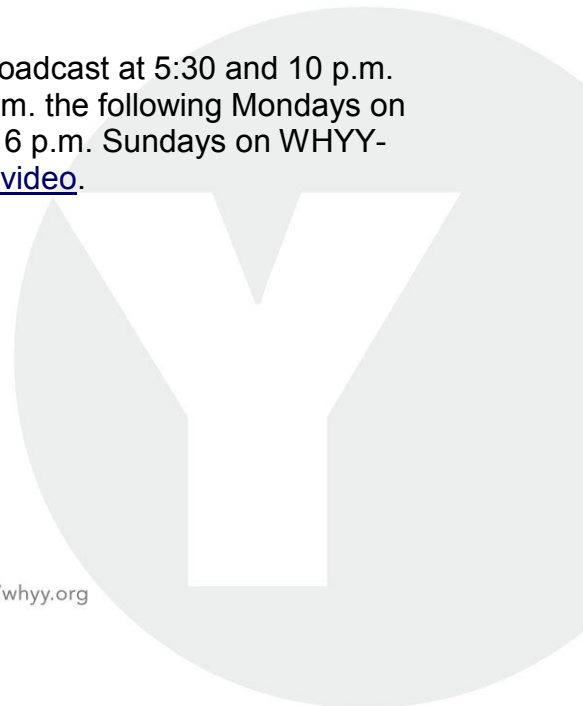 oadcast at 5:30 and 10 p.m.
m. the following Mondays on
6 p.m. Sundays on WHYY-
video.
Y
whyy.org